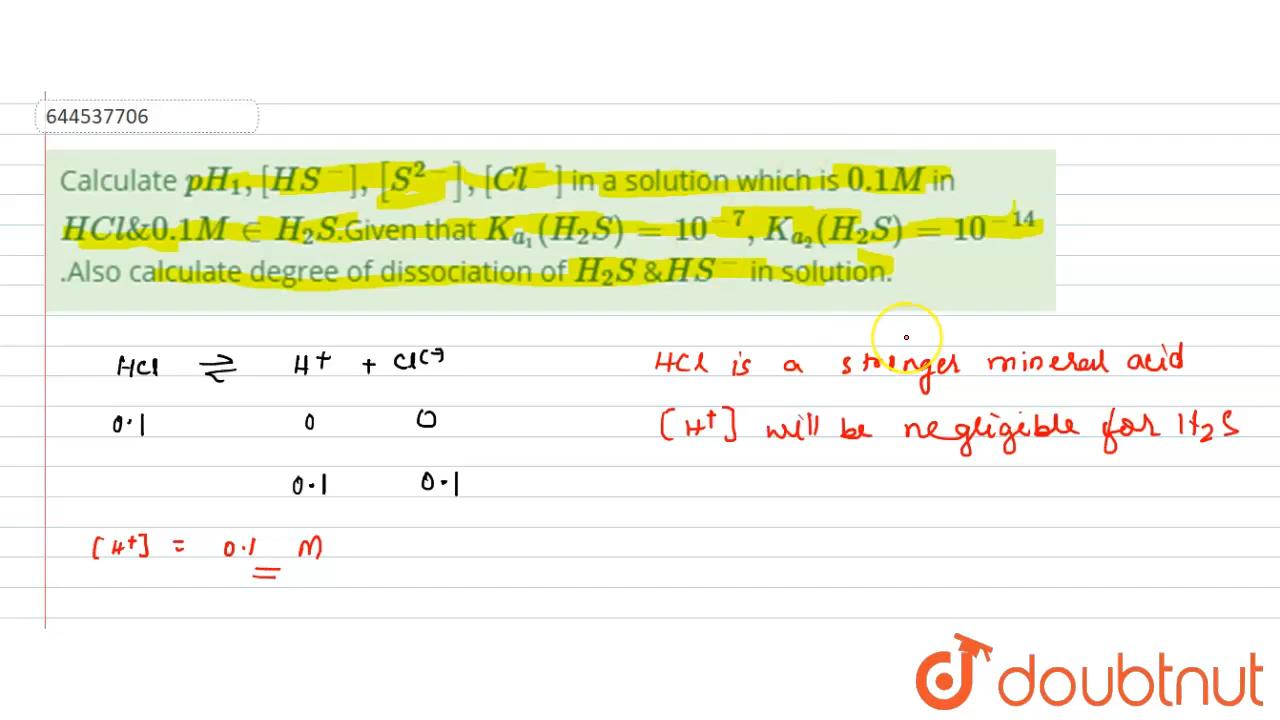 644537706
Calculate pH₁, [HS⁻], [S²⁻], [Cl⁻] in a solution which is 0.1M in
HCl&0.1M ∈ H₂S.Given that Kₐ₁(H₂S) = 10⁻⁷, Kₐ₂(H₂S) = 10⁻¹⁴
.Also calculate degree of dissociation of H₂S &HS⁻ in solution.
HCl ⇌ H⁺ + Cl⁽⁻⁾
0.1 0 0
0.1 0.1
[H⁺] = 0.1 M
HCl is a stronger mineral acid
[H⁺] will be negligible for H₂S
doubtnut